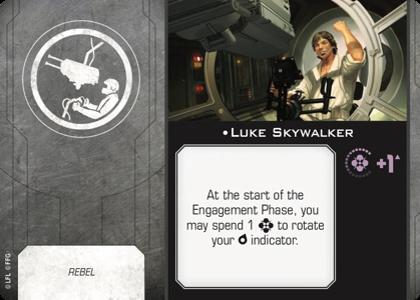 •LUKE SKYWALKER
+1
At the start of the
Engagement Phase, you
may spend 1 to rotate
your indicator.
REBEL
©LFL ©FFG